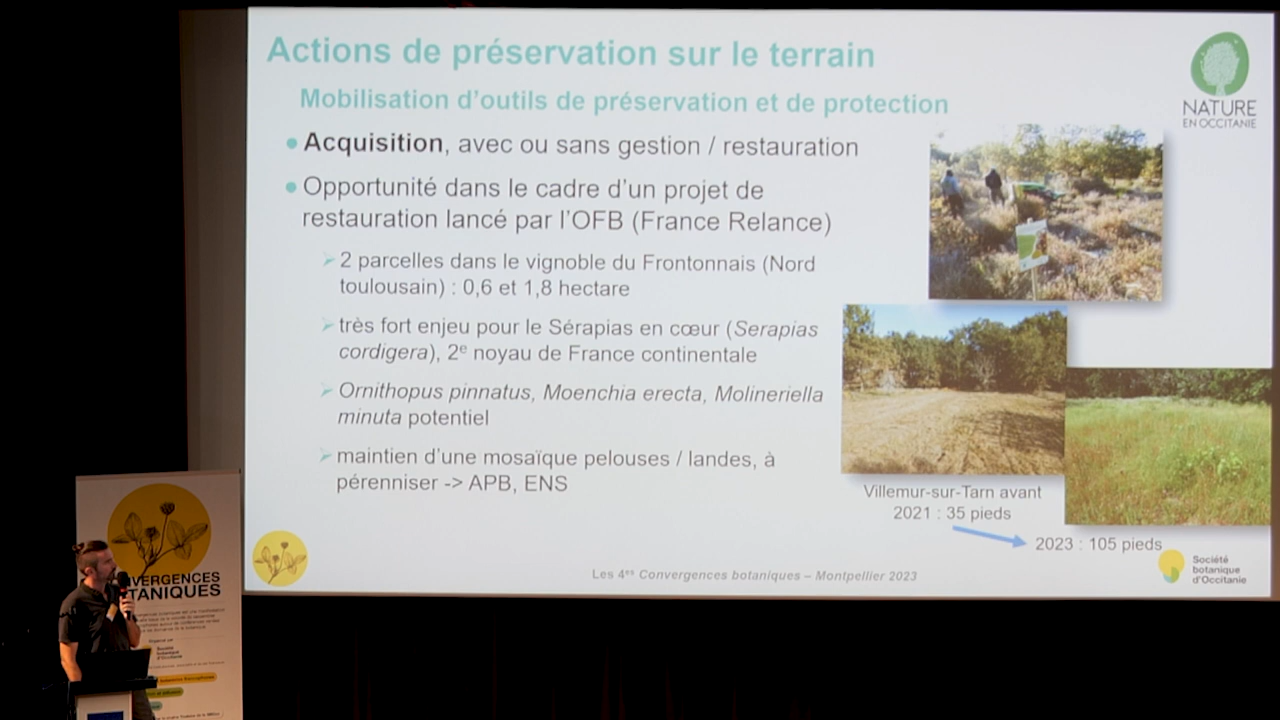 Actions de préservation sur le terrain
Mobilisation d'outils de préservation et de protection
NATURE
EN OCCITANIE
Acquisition, avec ou sans gestion / restauration
Opportunité dans le cadre d'un projet de
restauration lancé par l'OFB (France Relance)
2 parcelles dans le vignoble du Frontonnais (Nord
toulousain) : 0,6 et 1,8 hectare
très fort enjeu pour le Sérapias en cœur (Serapias
cordigera), 2e noyau de France continentale
Ornithopus pinnatus, Moenchia erecta, Molineriella
minuta potentiel
maintien d'une mosaïque pelouses / landes, à
pérenniser -> APB, ENS
Villemur-sur-Tarn avant
2021 : 35 pieds
2023 : 105 pieds
Les 4es Convergences botaniques – Montpellier 2023
Société
botanique
d'Occitanie
VERGENCES
TANIQUES
Société
botanique
d'Occitanie